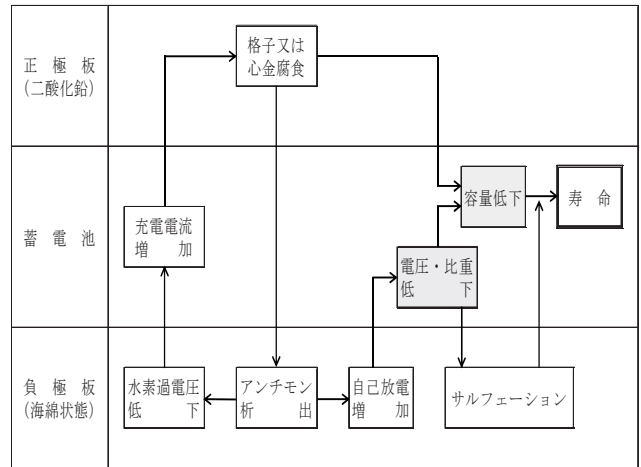 正極板
(二酸化鉛)
格子又は
心金腐食
蓄電池
充電電流
増加
容量低下
寿命
電圧・比重
低下
負極板
(海綿状態)
水素過電圧
低下
アンチモン
析出
自己放電
増加
サルフェーション